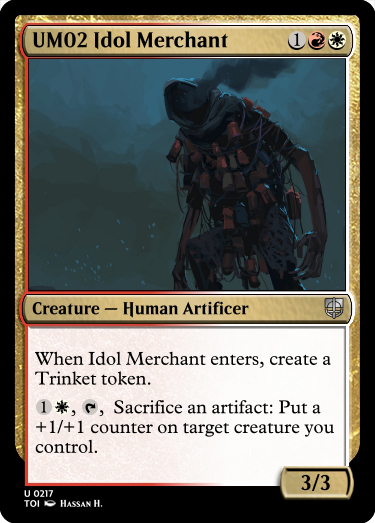 UM02 Idol Merchant 1
Creature — Human Artificer
When Idol Merchant enters, create a
Trinket token.
1, Sacrifice an artifact: Put a
+1/+1 counter on target creature you
control.
3/3
U 0217
TOI Hassan H.